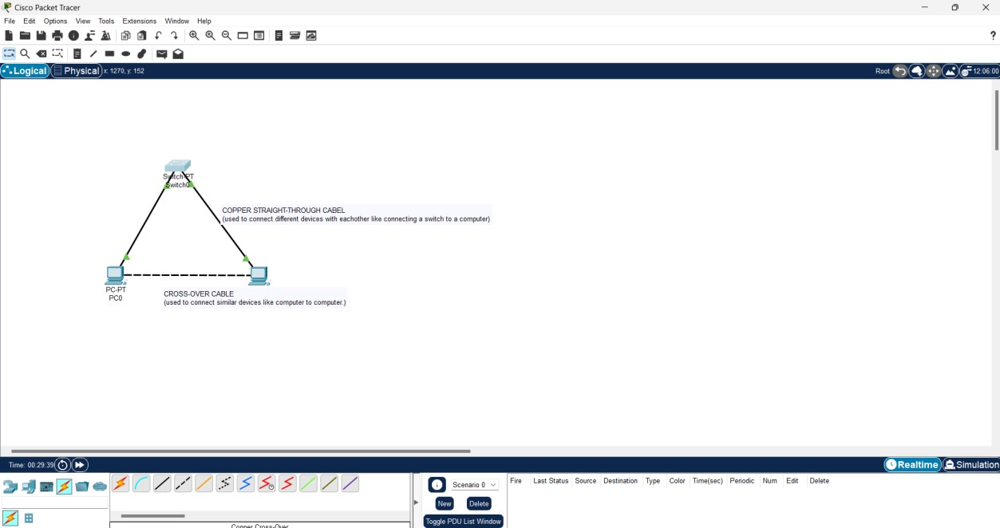 Cisco Packet Tracer
File Edit Options View Tools Extensions Window Help
?
Logical Physical x: 1270, y: 152 Root 12:06:00
Switch-PT
Switch0
COPPER STRAIGHT-THROUGH CABEL
(used to connect different devices with eachother like connecting a switch to a computer)
PC-PT
PC0
CROSS-OVER CABLE
(used to connect similar devices like computer to computer.)
Time: 00:29:39 Realtime Simulation
Scenario 0 Fire Last Status Source Destination Type Color Time(sec) Periodic Num Edit Delete
New Delete
Toggle PDU List Window
Copper Cross-Over